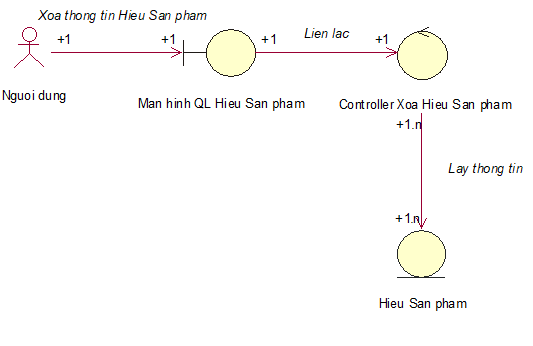 Xoa thong tin Hieu San pham
+1
+1
+1
Lien lac
+1
Nguoi dung
Man hinh QL Hieu San pham
Controller Xoa Hieu San pham
+1.n
Lay thong tin
+1.n
Hieu San pham